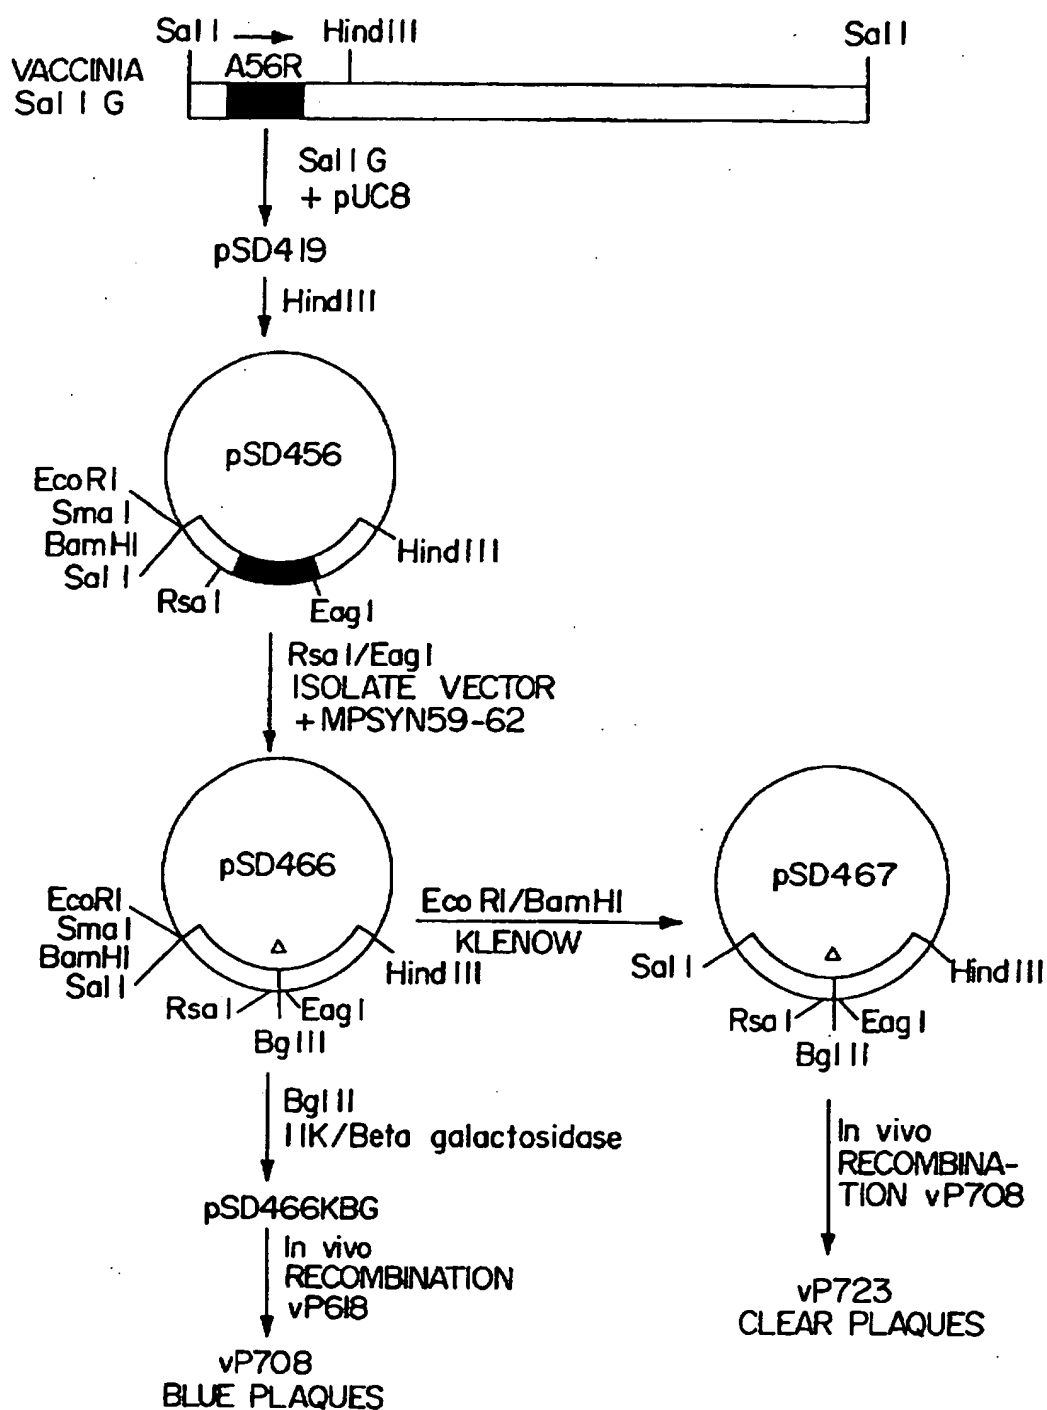 Sal I → Hind III Sal I
A56R
VACCINIA
Sal I G
Sal I G
+ pUC8
pSD419
Hind III
pSD456
EcoRI
Sma I
BamHI
Sal I
Rsa I
Eag I
Hind III
Rsa I/Eag I
ISOLATE VECTOR
+MPSYN59-62
pSD466
EcoRI
Sma I
BamHI
Sal I
Rsa I
Eag I
Bgl II
Hind III
Δ
Eco RI/BamHI
KLENOW
pSD467
Sal I
Δ
Hind III
Rsa I
Eag I
Bgl II
Bgl II
11K/Beta galactosidase
pSD466KBG
In vivo
RECOMBINATION
vP618
vP708
BLUE PLAQUES
In vivo
RECOMBINA-
TION vP708
vP723
CLEAR PLAQUES